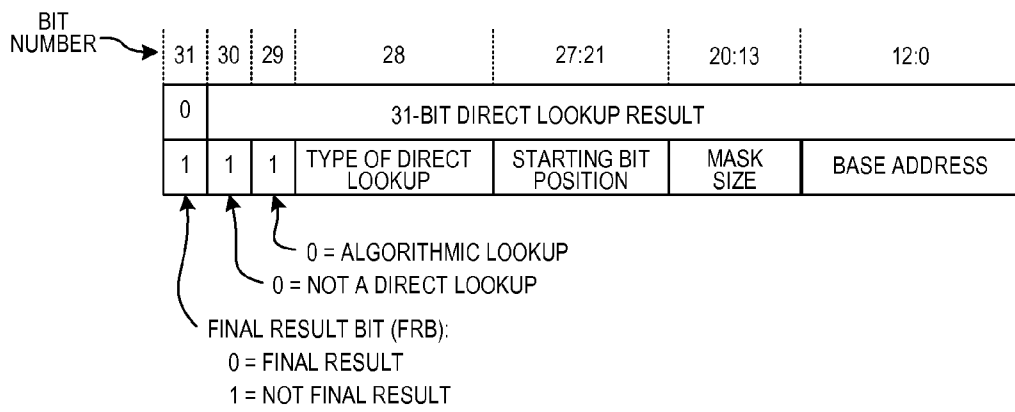 BIT
NUMBER
31 30 29 28 27:21 20:13 12:0
0 31-BIT DIRECT LOOKUP RESULT
1 1 1 TYPE OF DIRECT LOOKUP STARTING BIT POSITION MASK SIZE BASE ADDRESS
0 = ALGORITHMIC LOOKUP
0 = NOT A DIRECT LOOKUP
FINAL RESULT BIT (FRB):
0 = FINAL RESULT
1 = NOT FINAL RESULT